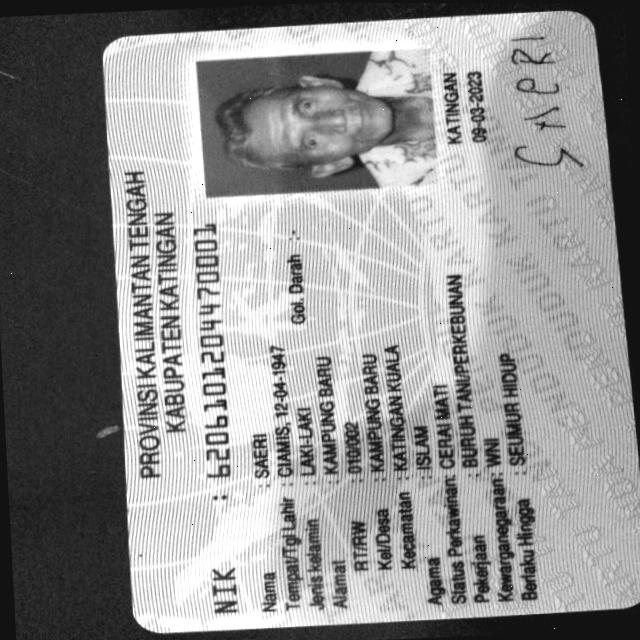 PROVINSI KALIMANTAN TENGAH
KABUPATEN KATINGAN
NIK : 6206101204470001
Nama : SAERI
Tempat/Tgl Lahir : CIAMIS, 12-04-1947
Jenis kelamin : LAKI-LAKI Gol. Darah :-
Alamat : KAMPUNG BARU
RT/RW : 010/002
Kel/Desa : KAMPUNG BARU
Kecamatan : KATINGAN KUALA
Agama : ISLAM
Status Perkawinan: CERAI MATI
Pekerjaan : BURUH TANI/PERKEBUNAN
Kewarganegaraan: WNI
Berlaku Hingga : SEUMUR HIDUP
KATINGAN
09-03-2023
SAERI